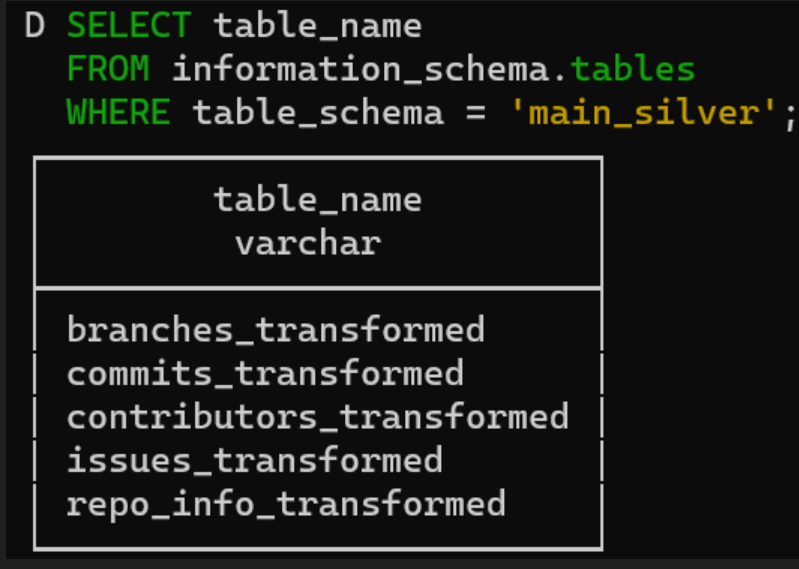 D SELECT table_name
FROM information_schema.tables
WHERE table_schema = 'main_silver';
table_name
varchar
branches_transformed
commits_transformed
contributors_transformed
issues_transformed
repo_info_transformed